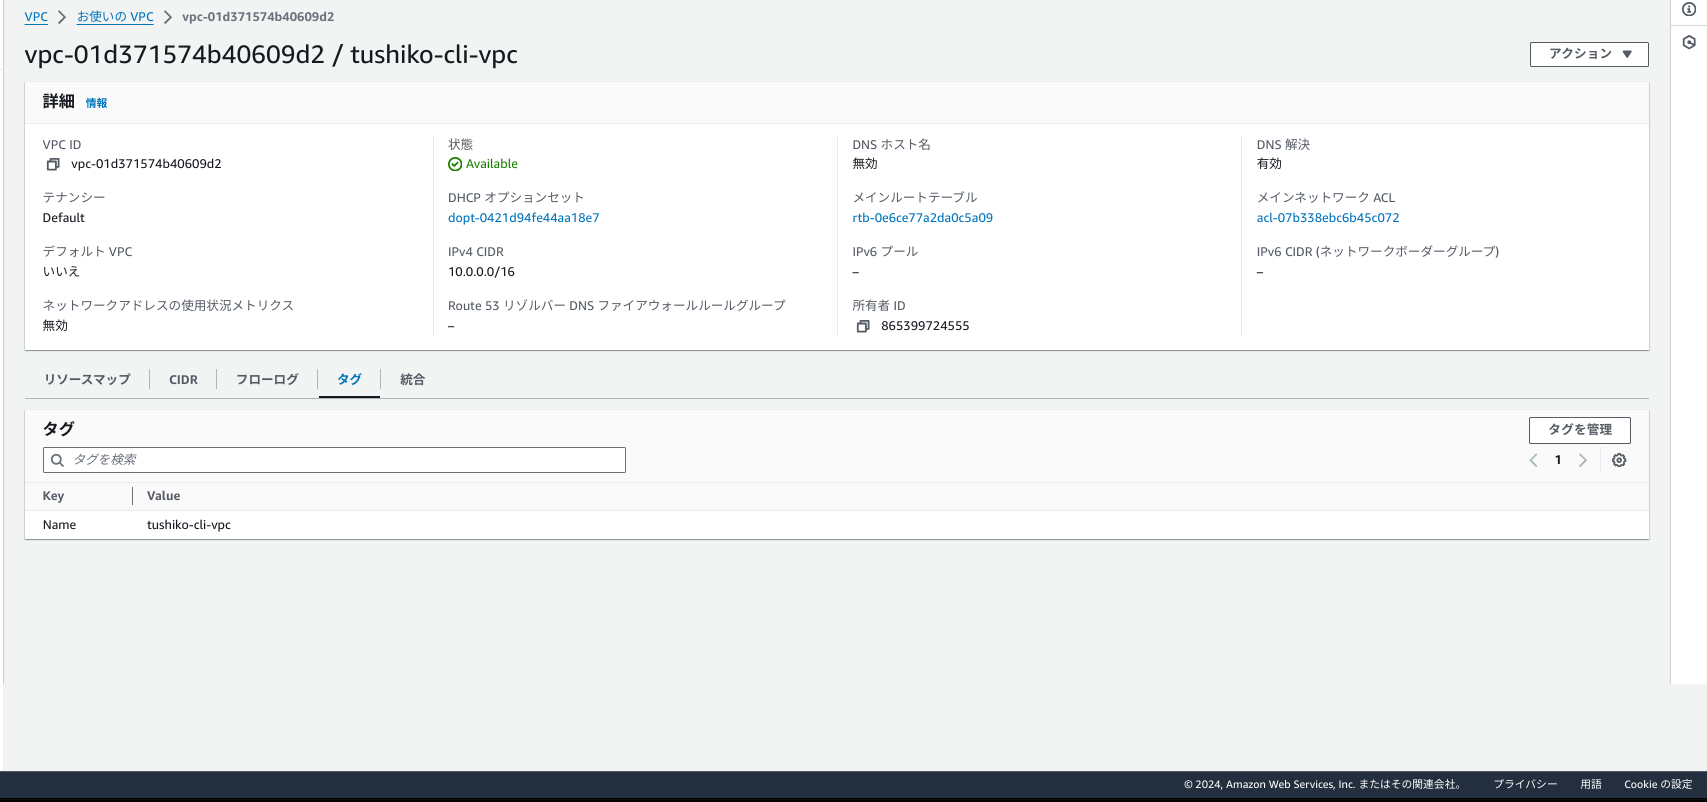 VPC > お使いの VPC > vpc-01d371574b40609d2
vpc-01d371574b40609d2 / tushiko-cli-vpc
アクション ▼
詳細 情報
VPC ID
vpc-01d371574b40609d2
状態
Available
DNS ホスト名
無効
DNS 解決
有効
テナンシー
Default
DHCP オプションセット
dopt-0421d94fe44aa18e7
メインルートテーブル
rtb-0e6ce77a2da0c5a09
メインネットワーク ACL
acl-07b338ebc6b45c072
デフォルト VPC
いいえ
IPv4 CIDR
10.0.0.0/16
IPv6 プール
–
IPv6 CIDR (ネットワークボーダーグループ)
–
ネットワークアドレスの使用状況メトリクス
無効
Route 53 リゾルバー DNS ファイアウォールルールグループ
–
所有者 ID
865399724555
リソースマップ CIDR フローログ タグ 統合
タグ
タグを管理
タグを検索
1
Key Value
Name tushiko-cli-vpc
© 2024, Amazon Web Services, Inc. またはその関連会社。 プライバシー 用語 Cookie の設定